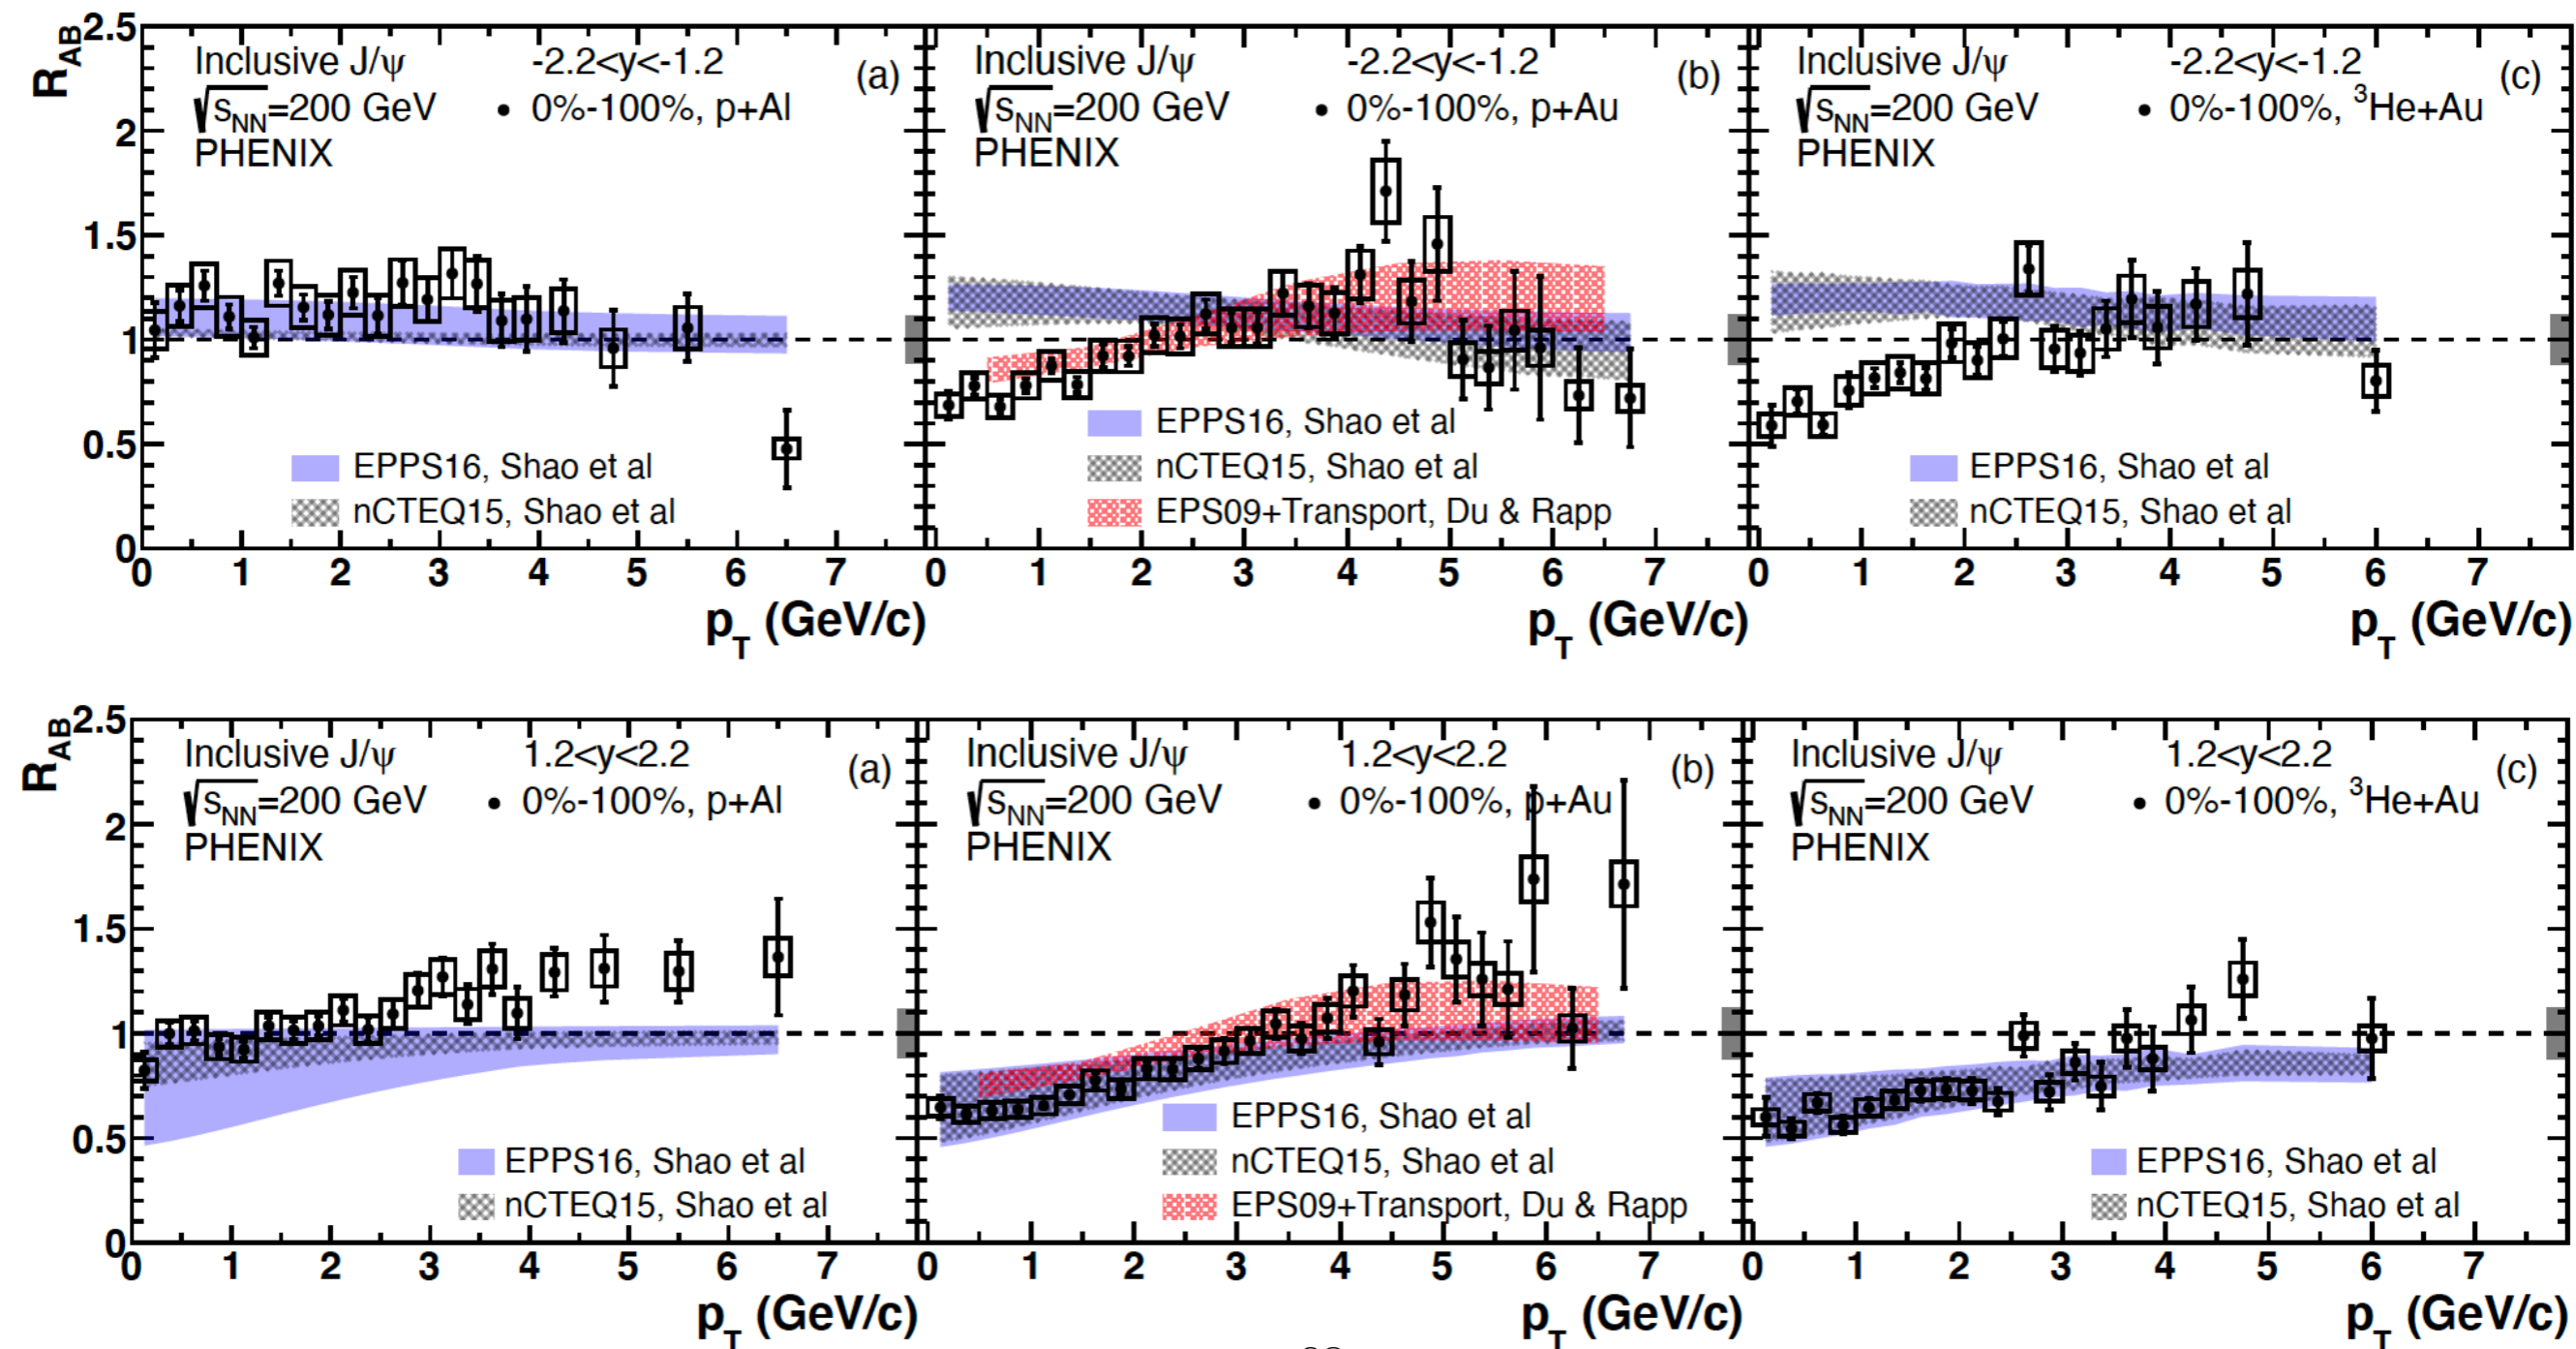 R_AB
2.5
2
1.5
1
0.5
0
Inclusive J/ψ
-2.2<y<-1.2
(a)
√s_NN=200 GeV
• 0%-100%, p+Al
PHENIX
EPPS16, Shao et al
nCTEQ15, Shao et al
0 1 2 3 4 5 6 7
p_T (GeV/c)
Inclusive J/ψ
-2.2<y<-1.2
(b)
√s_NN=200 GeV
• 0%-100%, p+Au
PHENIX
EPPS16, Shao et al
nCTEQ15, Shao et al
EPS09+Transport, Du & Rapp
0 1 2 3 4 5 6 7
p_T (GeV/c)
Inclusive J/ψ
-2.2<y<-1.2
(c)
√s_NN=200 GeV
• 0%-100%, ³He+Au
PHENIX
EPPS16, Shao et al
nCTEQ15, Shao et al
0 1 2 3 4 5 6 7
p_T (GeV/c)
R_AB
2.5
2
1.5
1
0.5
0
Inclusive J/ψ
1.2<y<2.2
(a)
√s_NN=200 GeV
• 0%-100%, p+Al
PHENIX
EPPS16, Shao et al
nCTEQ15, Shao et al
0 1 2 3 4 5 6 7
p_T (GeV/c)
Inclusive J/ψ
1.2<y<2.2
(b)
√s_NN=200 GeV
• 0%-100%, p+Au
PHENIX
EPPS16, Shao et al
nCTEQ15, Shao et al
EPS09+Transport, Du & Rapp
0 1 2 3 4 5 6 7
p_T (GeV/c)
Inclusive J/ψ
1.2<y<2.2
(c)
√s_NN=200 GeV
• 0%-100%, ³He+Au
PHENIX
EPPS16, Shao et al
nCTEQ15, Shao et al
0 1 2 3 4 5 6 7
p_T (GeV/c)